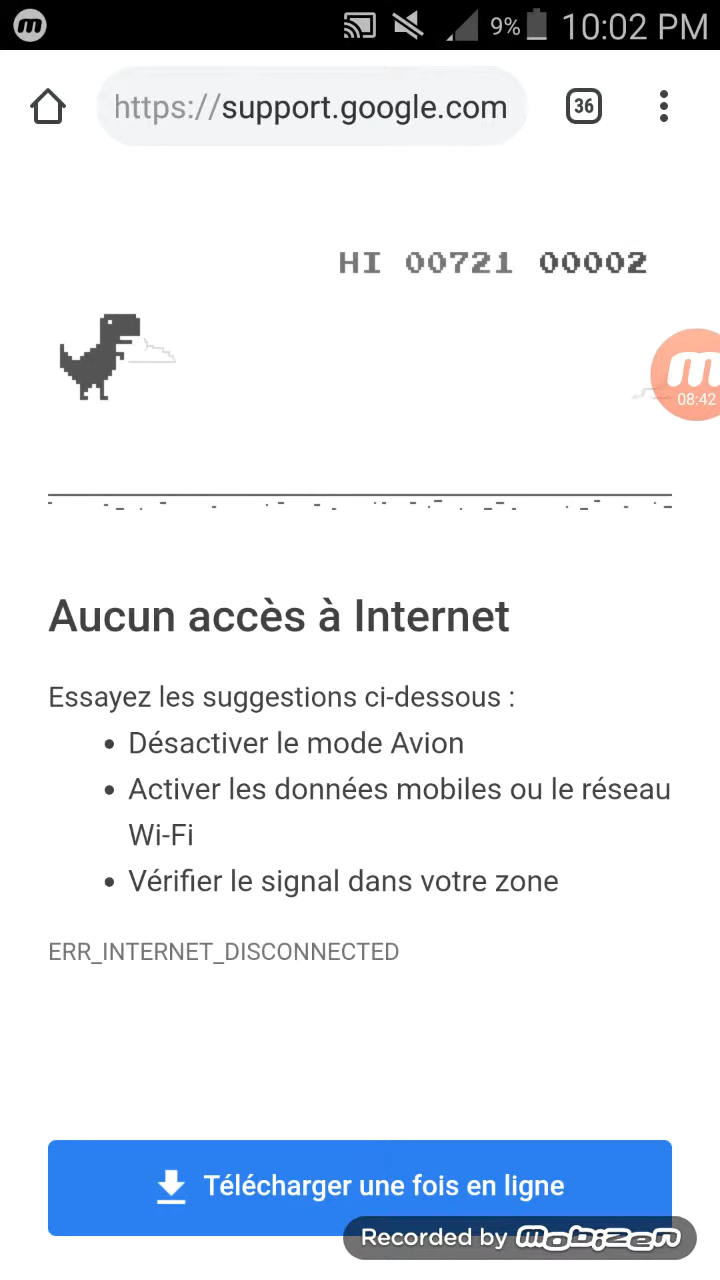 9% 10:02 PM
https://support.google.com 36
HI 00721 00002
m
08:42
Aucun accès à Internet
Essayez les suggestions ci-dessous :
• Désactiver le mode Avion
• Activer les données mobiles ou le réseau
Wi-Fi
• Vérifier le signal dans votre zone
ERR_INTERNET_DISCONNECTED
Télécharger une fois en ligne
Recorded by mobizen